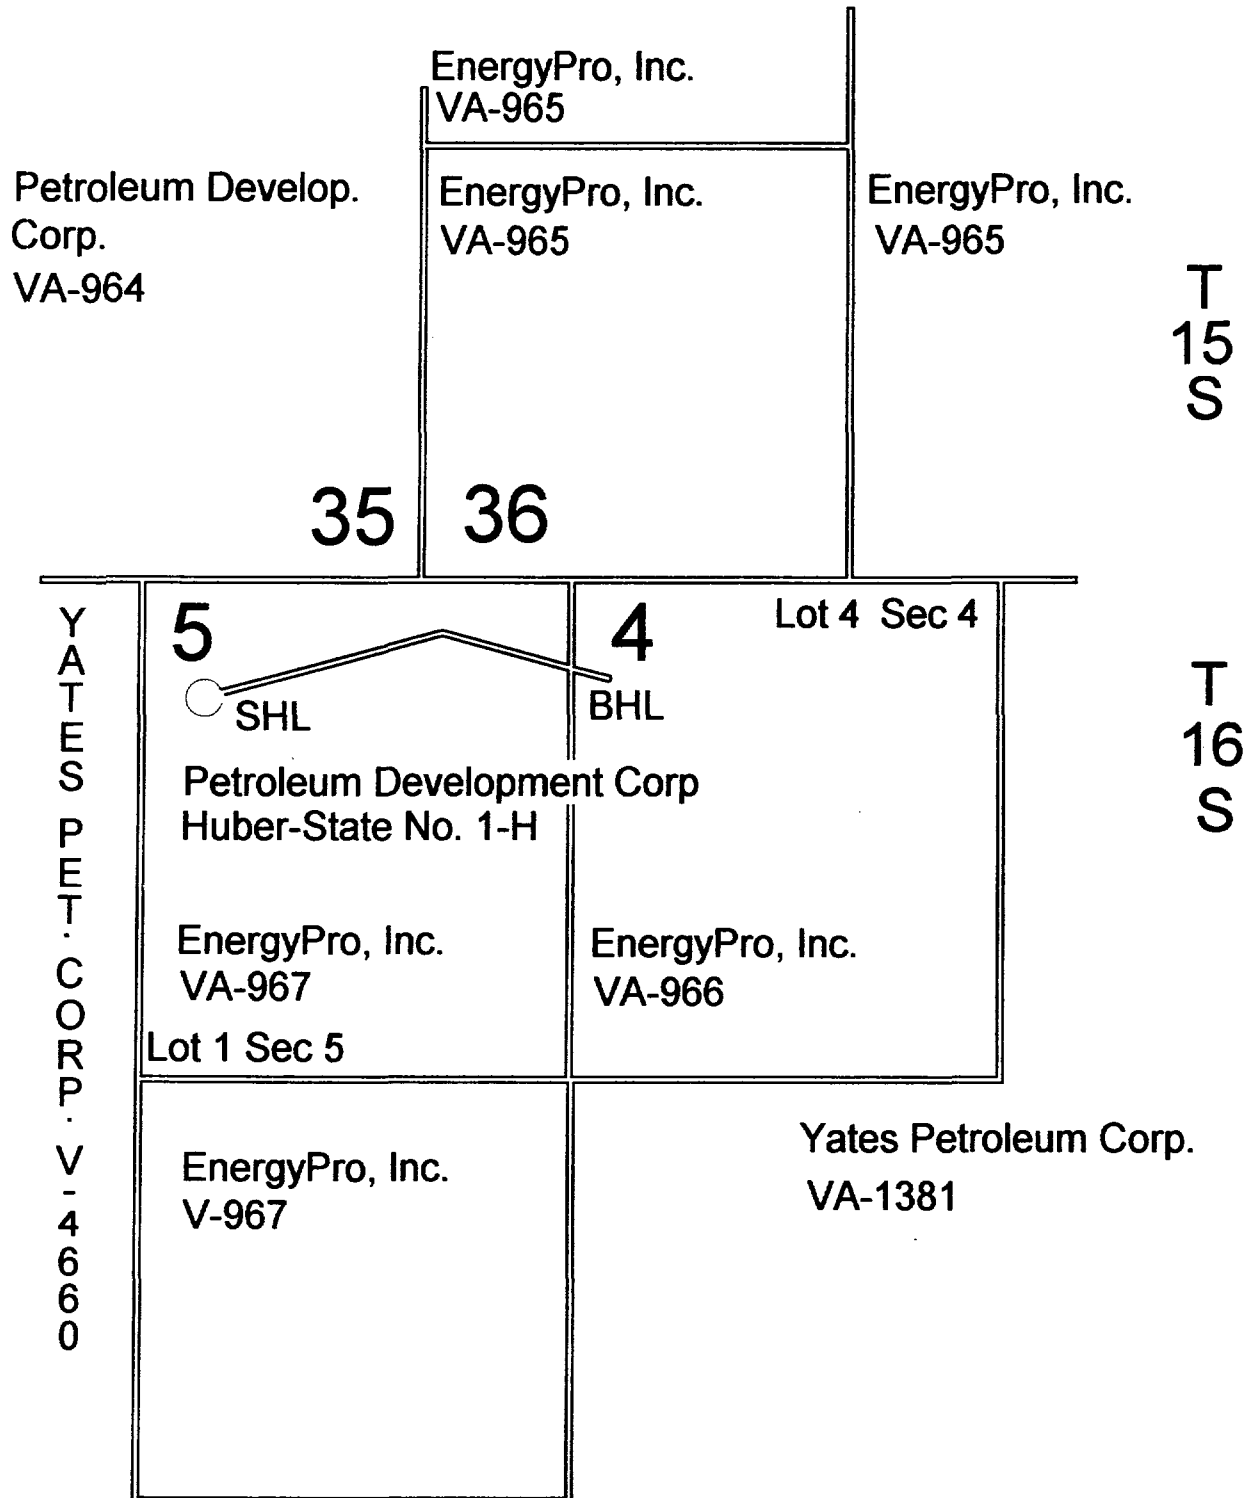 EnergyPro, Inc.
VA-965
Petroleum Develop.
Corp.
VA-964
EnergyPro, Inc.
VA-965
EnergyPro, Inc.
VA-965
T
15
S
35
36
YATES PET. CORP. V-4660
5
4
Lot 4 Sec 4
SHL
BHL
T
16
S
Petroleum Development Corp
Huber-State No. 1-H
EnergyPro, Inc.
VA-967
EnergyPro, Inc.
VA-966
Lot 1 Sec 5
EnergyPro, Inc.
V-967
Yates Petroleum Corp.
VA-1381